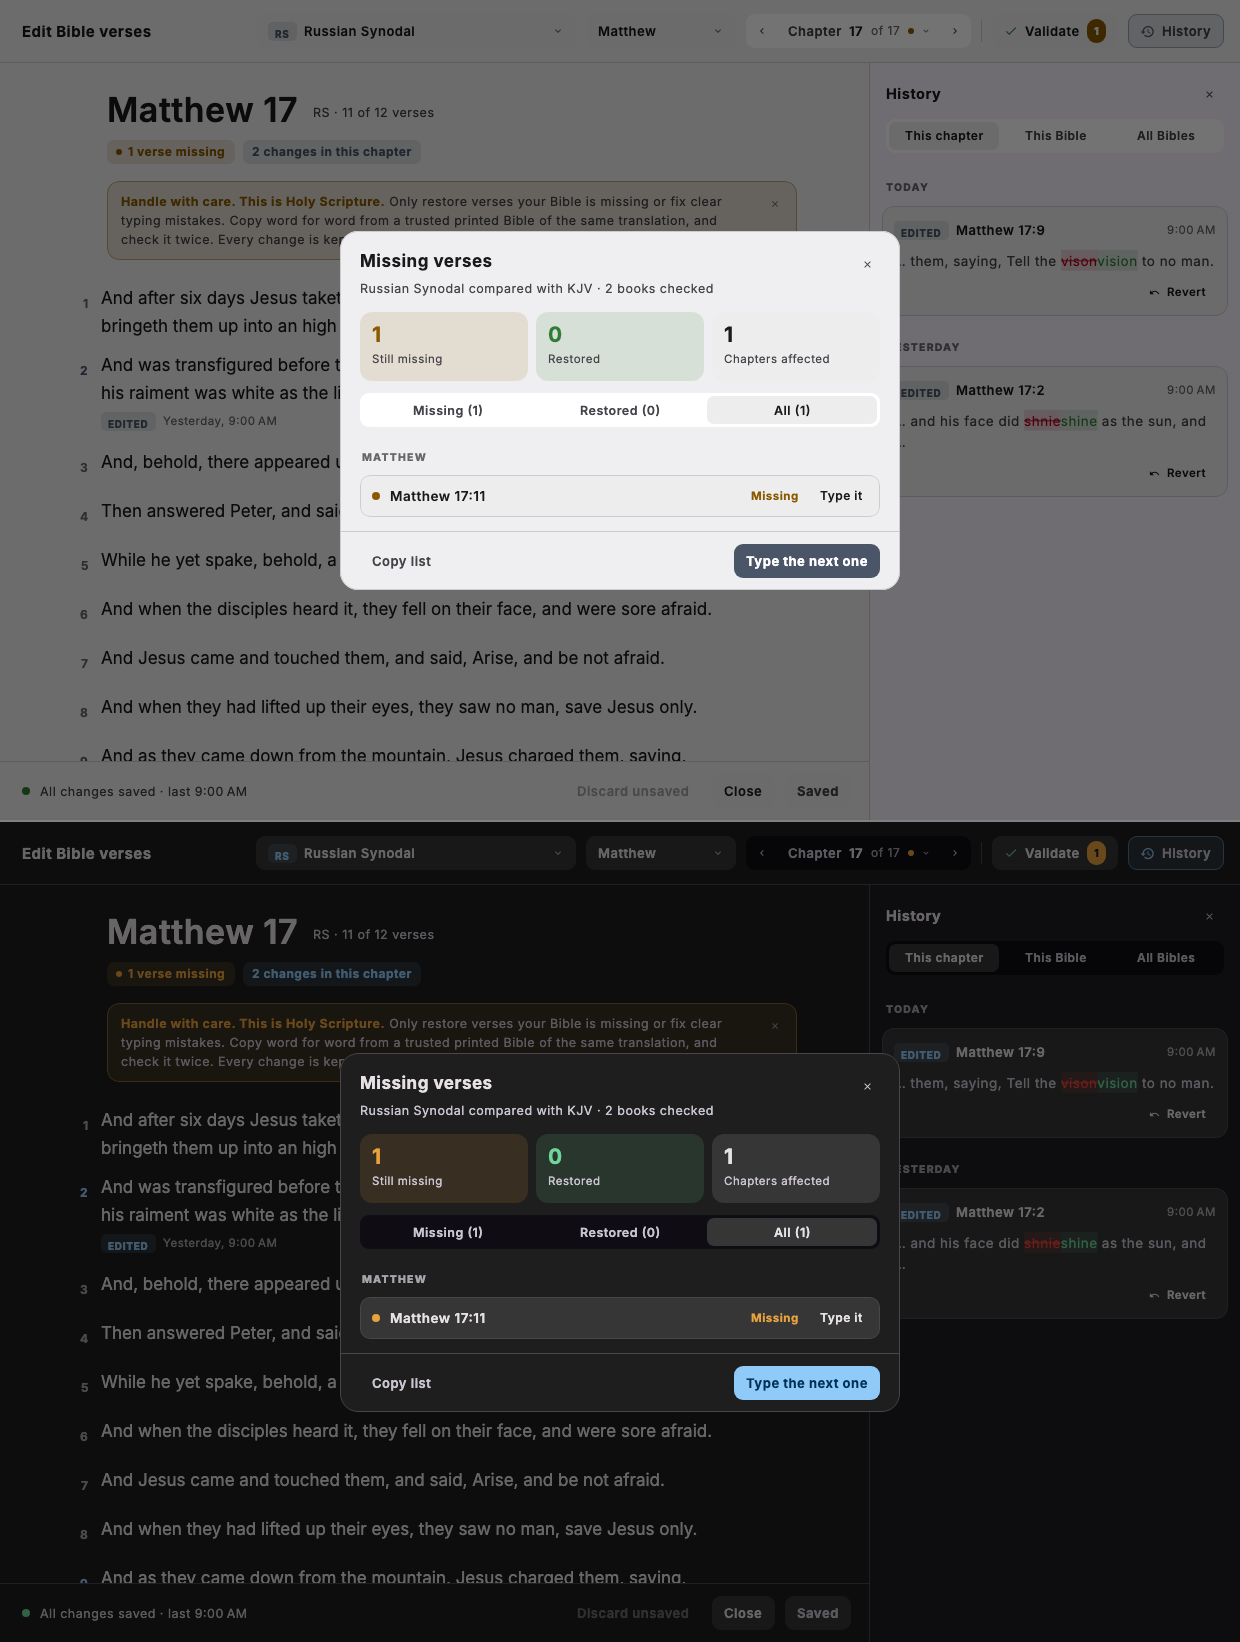 Edit Bible verses
RS Russian Synodal
Matthew
Chapter 17 of 17
Validate 1
History
Matthew 17 RS · 11 of 12 verses
1 verse missing 2 changes in this chapter
Handle with care. This is Holy Scripture. Only restore verses your Bible is missing or fix clear
typing mistakes. Copy word for word from a trusted printed Bible of the same translation, and
check it twice. Every change is
1 And after six days Jesus
bringeth them up into an high
2 And was transfigured before
his raiment was white as the
EDITED Yesterday, 9:00 AM
3 And, behold, there appeared
4 Then answered Peter, and
5 While he yet spake, behold, a
6 And when the disciples heard it, they fell on their face, and were sore afraid.
7 And Jesus came and touched them, and said, Arise, and be not afraid.
8 And when they had lifted up their eyes, they saw no man, save Jesus only.
And as they came down from the mountain, Jesus charged them, saying,
All changes saved · last 9:00 AM
Discard unsaved Close Saved
Missing verses
Russian Synodal compared with KJV · 2 books checked
1 0 1
Still missing Restored Chapters affected
Missing (1) Restored (0) All (1)
MATTHEW
Matthew 17:11 Missing Type it
Copy list Type the next one
History
This chapter This Bible All Bibles
TODAY
EDITED Matthew 17:9 9:00 AM
.. them, saying, Tell the visonvision to no man.
Revert
ESTERDAY
EDITED Matthew 17:2 9:00 AM
.. and his face did shnieshine as the sun, and
..
Revert
Edit Bible verses
RS Russian Synodal
Matthew
Chapter 17 of 17
Validate 1
History
Matthew 17 RS · 11 of 12 verses
1 verse missing 2 changes in this chapter
Handle with care. This is Holy Scripture. Only restore verses your Bible is missing or fix clear
typing mistakes. Copy word for word from a trusted printed Bible of the same translation, and
check it twice. Every change is
1 And after six days Jesus
bringeth them up into an high
2 And was transfigured before
his raiment was white as the
EDITED Yesterday, 9:00 AM
3 And, behold, there appeared
4 Then answered Peter, and
5 While he yet spake, behold, a
6 And when the disciples heard it, they fell on their face, and were sore afraid.
7 And Jesus came and touched them, and said, Arise, and be not afraid.
8 And when they had lifted up their eyes, they saw no man, save Jesus only.
And as they came down from the mountain, Jesus charged them, saying,
All changes saved · last 9:00 AM
Discard unsaved Close Saved
Missing verses
Russian Synodal compared with KJV · 2 books checked
1 0 1
Still missing Restored Chapters affected
Missing (1) Restored (0) All (1)
MATTHEW
Matthew 17:11 Missing Type it
Copy list Type the next one
History
This chapter This Bible All Bibles
TODAY
EDITED Matthew 17:9 9:00 AM
.. them, saying, Tell the visonvision to no man.
Revert
ESTERDAY
EDITED Matthew 17:2 9:00 AM
.. and his face did shnieshine as the sun, and
..
Revert